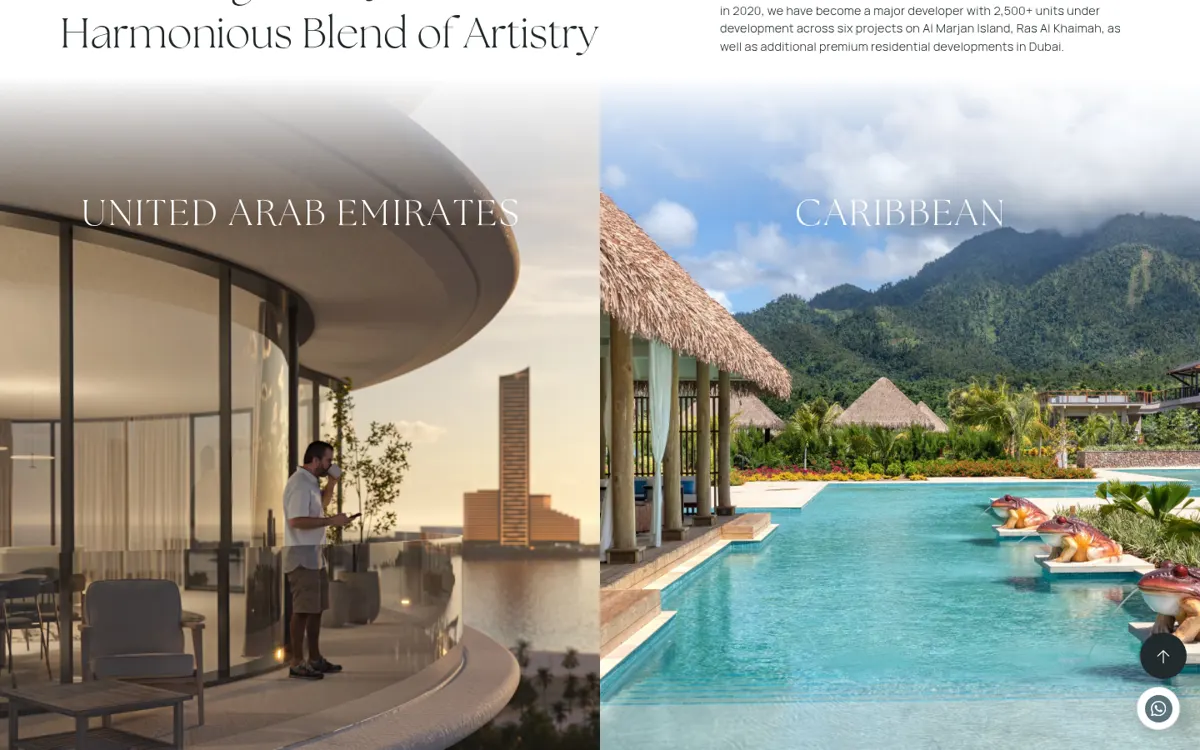 Harmonious Blend of Artistry
in 2020, we have become a major developer with 2,500+ units under
development across six projects on Al Marjan Island, Ras Al Khaimah, as
well as additional premium residential developments in Dubai.
UNITED ARAB EMIRATES
CARIBBEAN